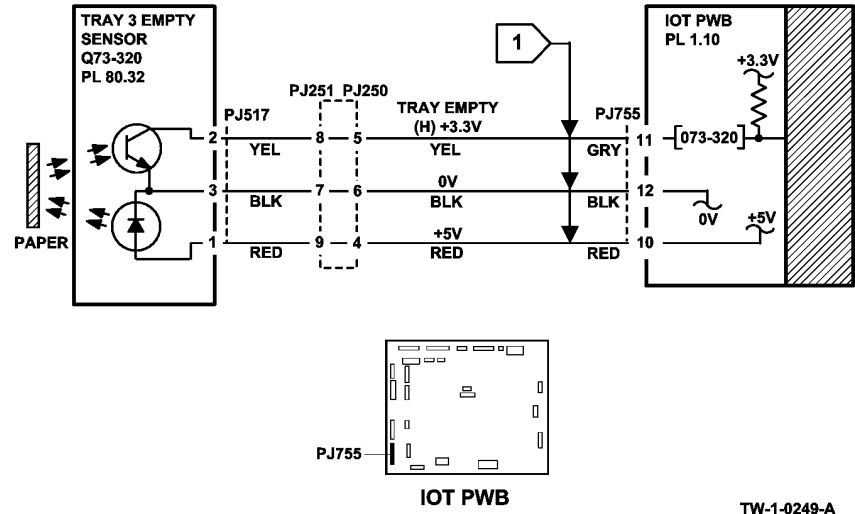 TRAY 3 EMPTY
SENSOR
Q73-320
PL 80.32
IOT PWB
PL 1.10
1
+3.3V
PJ517
PJ251 PJ250
TRAY EMPTY
(H) +3.3V
PJ755
2
YEL
8
5
YEL
GRY
11
073-320
3
BLK
7
6
0V
BLK
BLK
12
0V
+5V
1
RED
9
4
+5V
RED
RED
10
PAPER
PJ755
IOT PWB
TW-1-0249-A